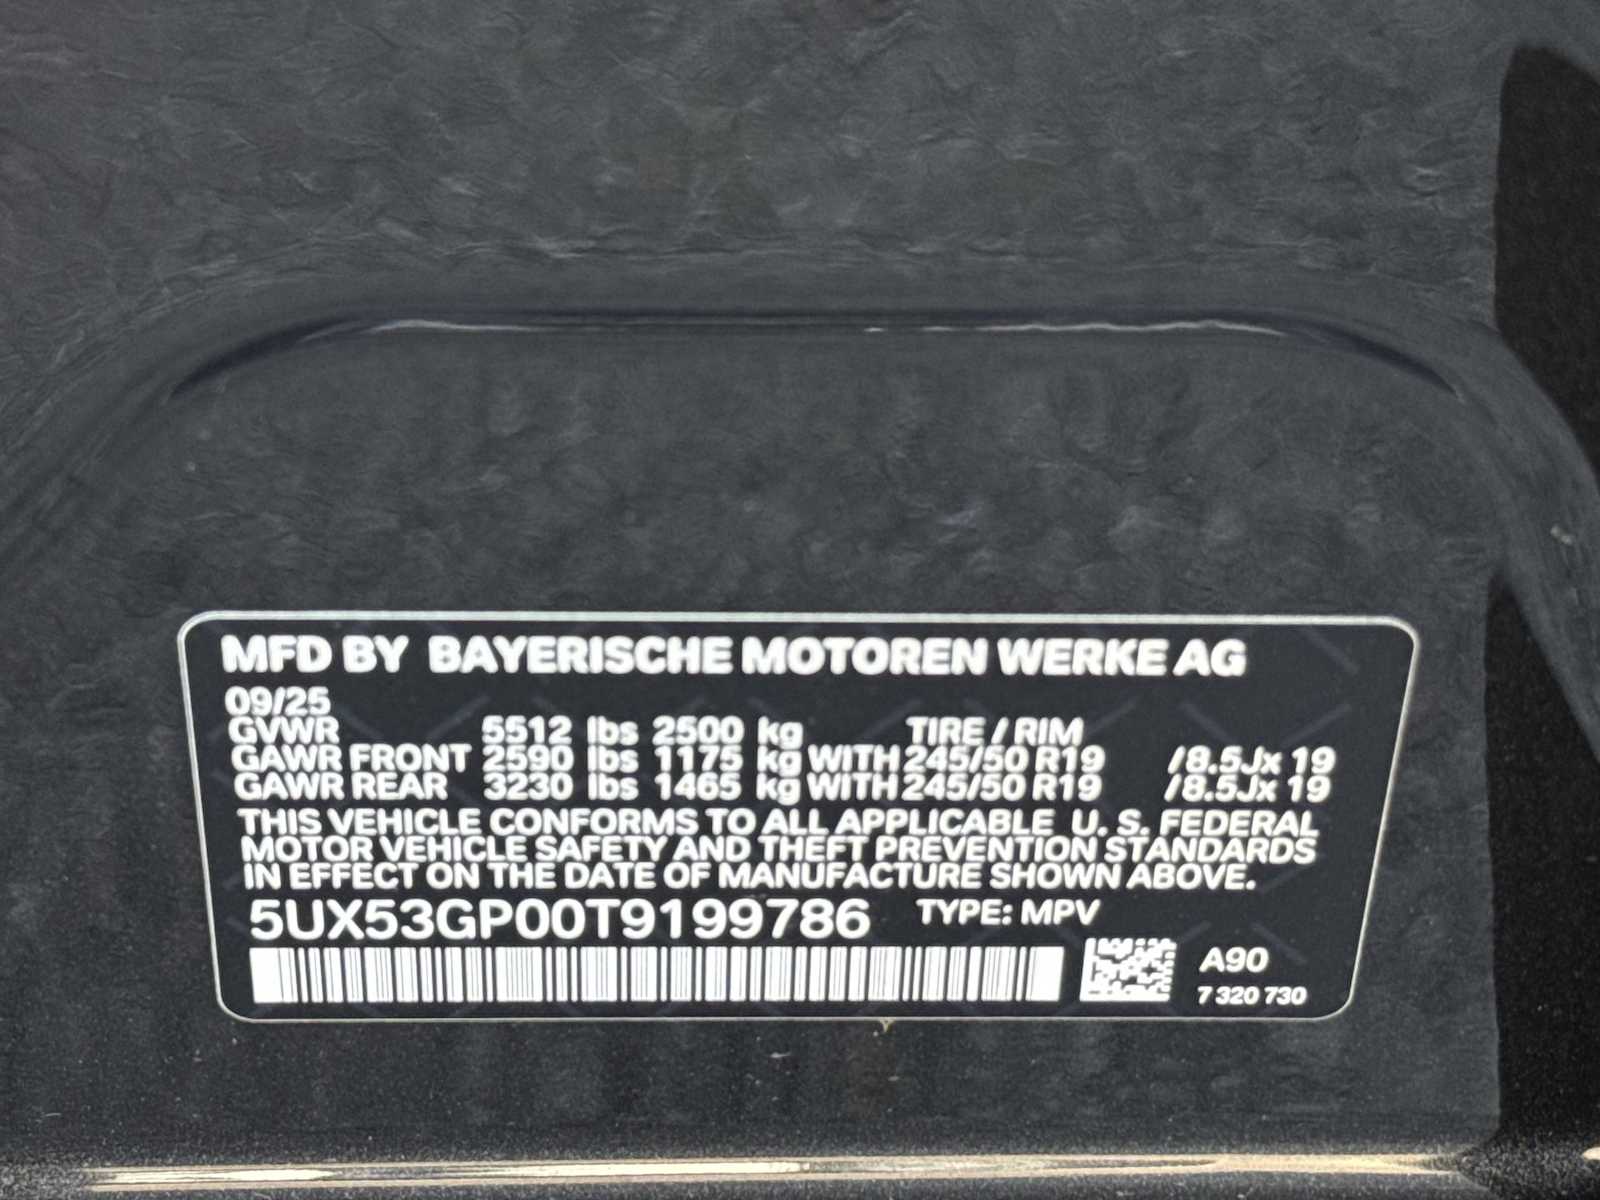 MFD BY BAYERISCHE MOTOREN WERKE AG
09/25
GVWR 5512 lbs 2500 kg TIRE / RIM
GAWR FRONT 2590 lbs 1175 kg WITH 245/50 R19 /8.5Jx 19
GAWR REAR 3230 lbs 1465 kg WITH 245/50 R19 /8.5Jx 19
THIS VEHICLE CONFORMS TO ALL APPLICABLE U. S. FEDERAL
MOTOR VEHICLE SAFETY AND THEFT PREVENTION STANDARDS
IN EFFECT ON THE DATE OF MANUFACTURE SHOWN ABOVE.
5UX53GP00T9199786 TYPE: MPV
A90
7 320 730